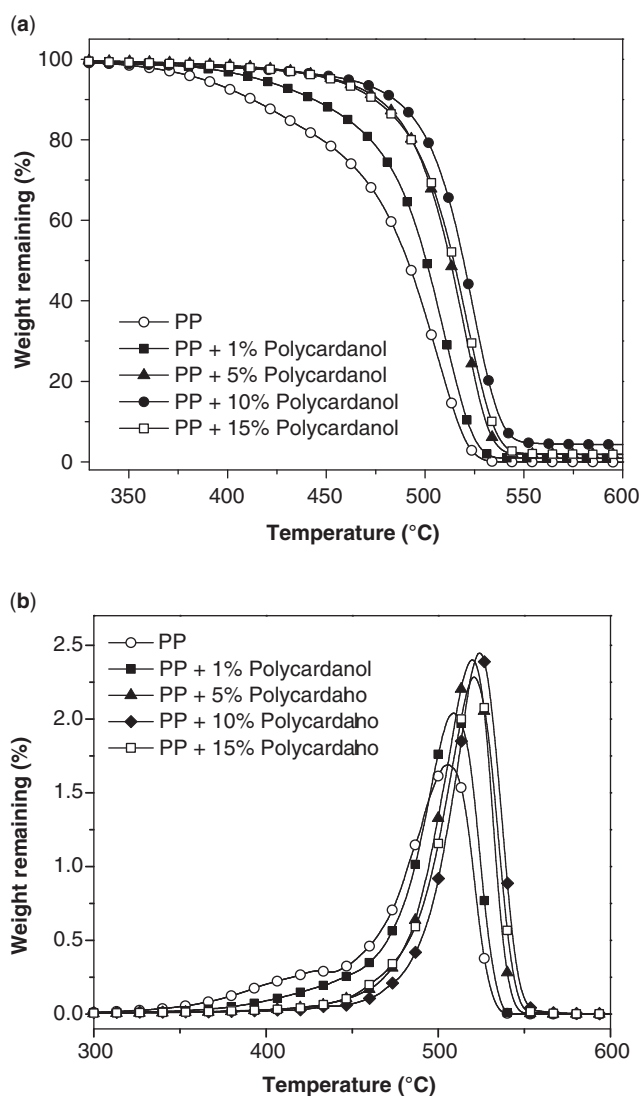 (a)
100
80
60
40
20
0
Weight remaining (%)
PP
PP + 1% Polycardanol
PP + 5% Polycardanol
PP + 10% Polycardanol
PP + 15% Polycardanol
350 400 450 500 550 600
Temperature (°C)
(b)
2.5
2.0
1.5
1.0
0.5
0.0
Weight remaining (%)
PP
PP + 1% Polycardanol
PP + 5% Polycardaho
PP + 10% Polycardalno
PP + 15% Polycardalno
300 400 500 600
Temperature (°C)